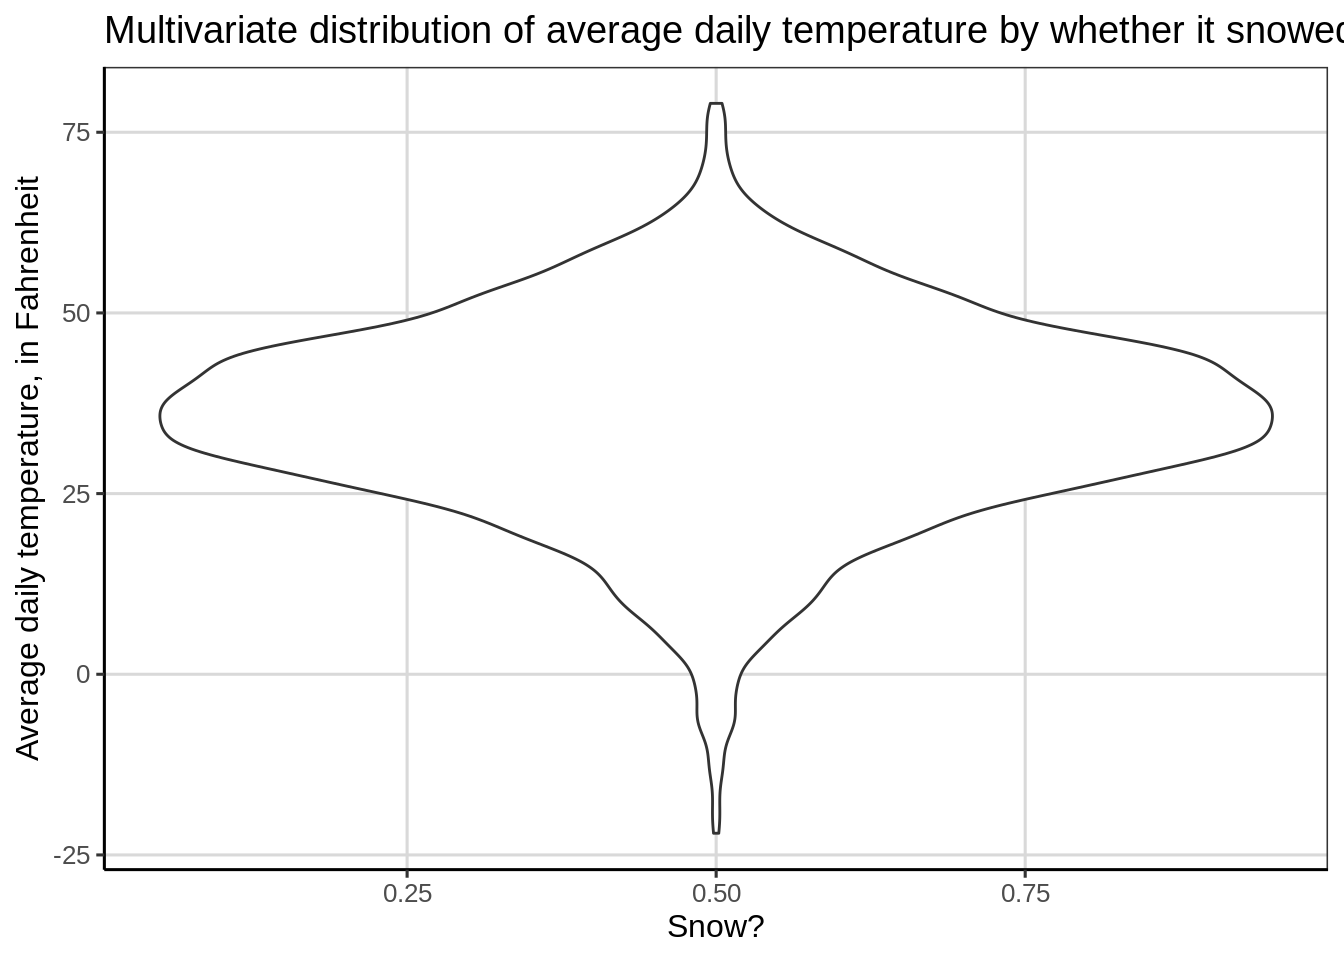 Multivariate distribution of average daily temperature by whether it snowed
Average daily temperature, in Fahrenheit
75
50
25
0
-25
0.25 0.50 0.75
Snow?